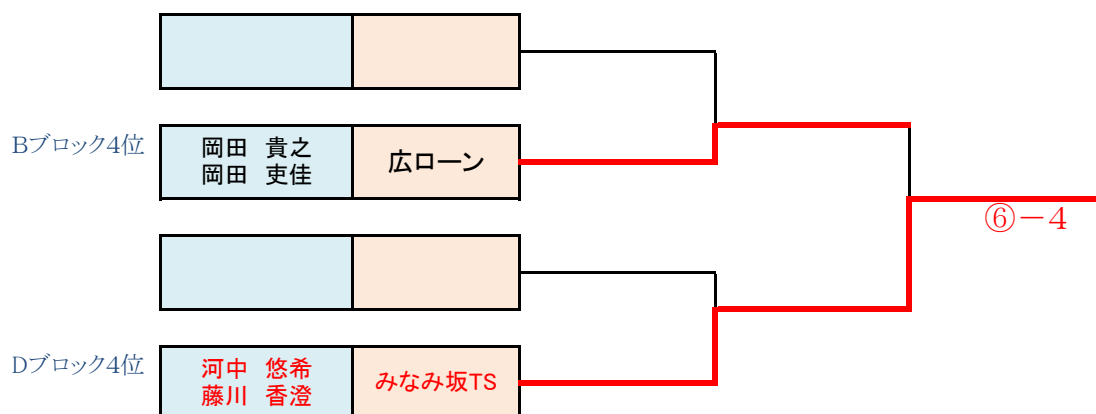 Bブロック4位
岡田 貴之
岡田 吏佳
広ローン
⑥-4
Dブロック4位
河中 悠希
藤川 香澄
みなみ坂TS